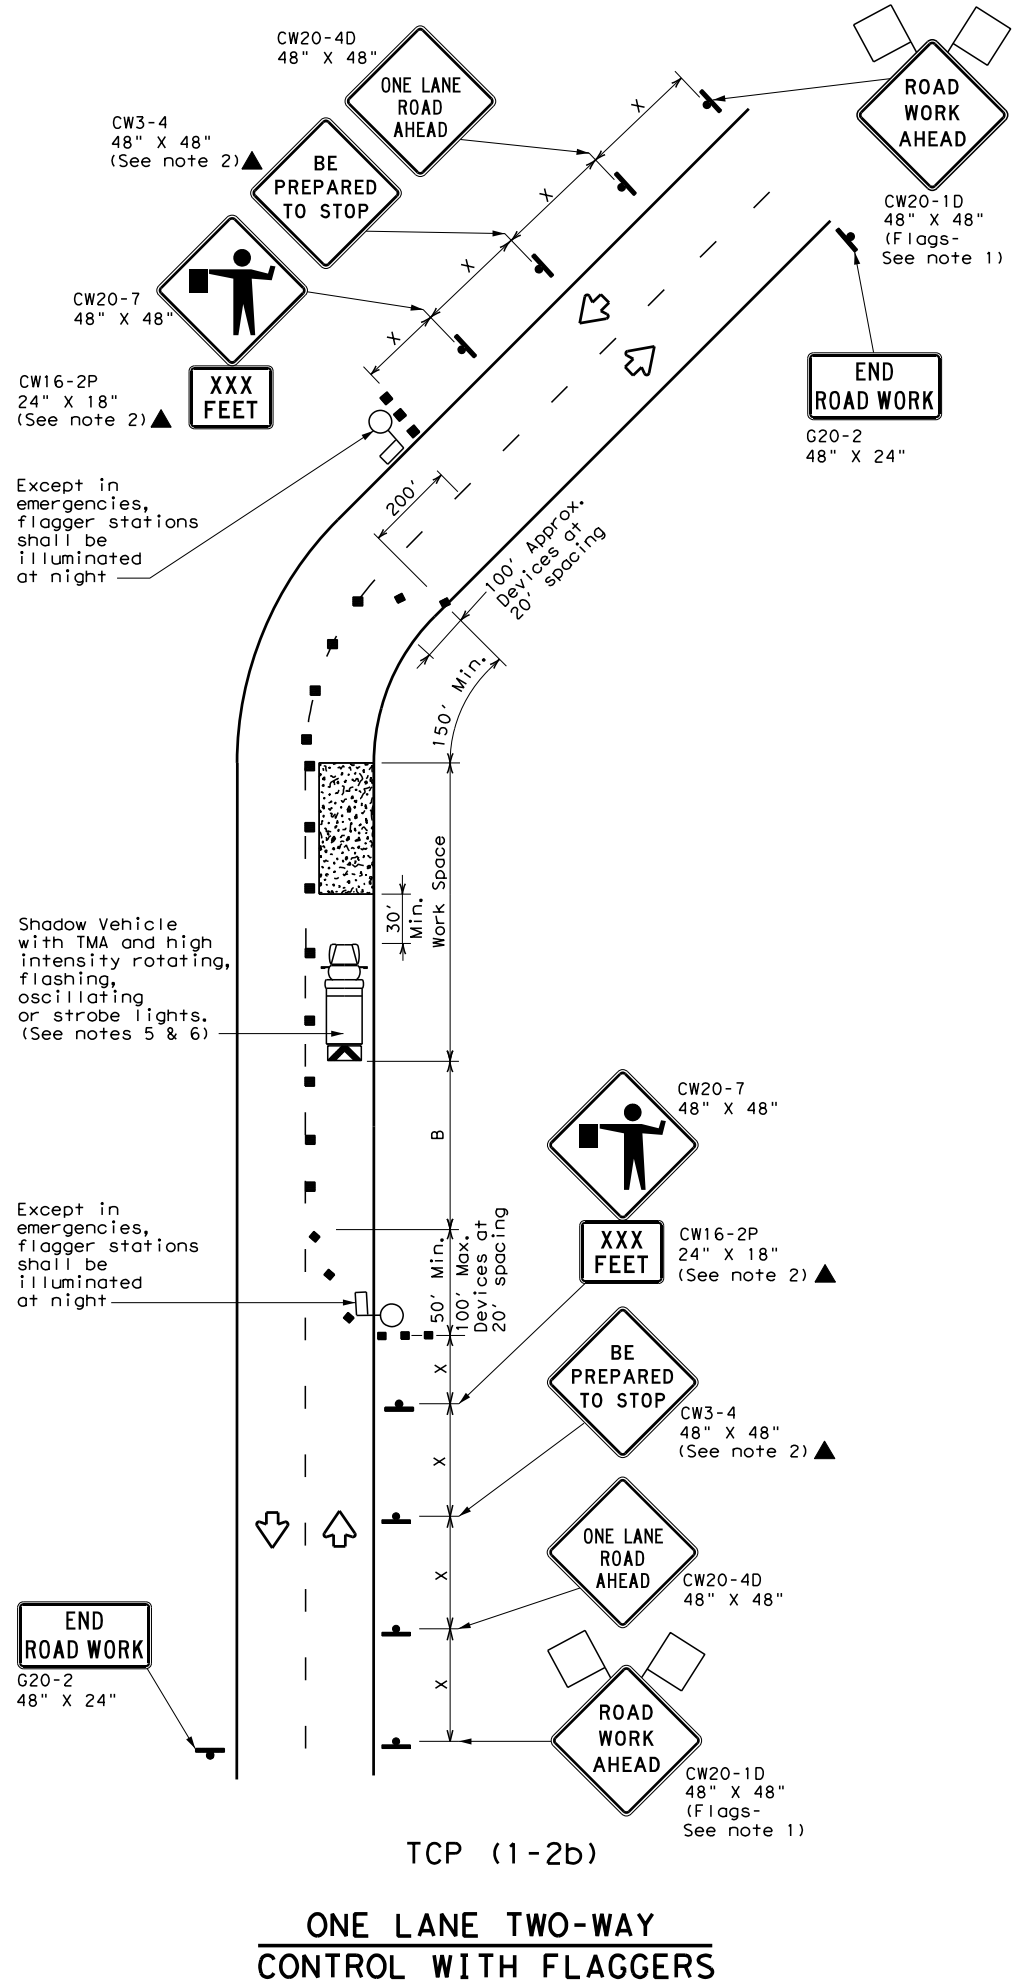 CW20-4D
48" X 48"
ONE LANE
ROAD
AHEAD
ROAD
WORK
AHEAD
CW20-1D
48" X 48"
(Flags-
See note 1)
CW3-4
48" X 48"
(See note 2)
BE
PREPARED
TO STOP
CW20-7
48" X 48"
CW16-2P
24" X 18"
(See note 2)
XXX
FEET
X
X
X
X
END
ROAD WORK
G20-2
48" X 24"
Except in
emergencies,
flagger stations
shall be
illuminated
at night
200'
100' Approx.
Devices at
20' spacing
150' Min.
Work Space
30'
Min.
Shadow Vehicle
with TMA and high
intensity rotating,
flashing,
oscillating
or strobe lights.
(See notes 5 & 6)
B
CW20-7
48" X 48"
XXX
FEET
CW16-2P
24" X 18"
(See note 2)
Except in
emergencies,
flagger stations
shall be
illuminated
at night
50' Min.
100' Max.
Devices at
20' spacing
X
X
X
X
BE
PREPARED
TO STOP
CW3-4
48" X 48"
(See note 2)
ONE LANE
ROAD
AHEAD
CW20-4D
48" X 48"
END
ROAD WORK
G20-2
48" X 24"
ROAD
WORK
AHEAD
CW20-1D
48" X 48"
(Flags-
See note 1)
TCP (1-2b)
ONE LANE TWO-WAY
CONTROL WITH FLAGGERS